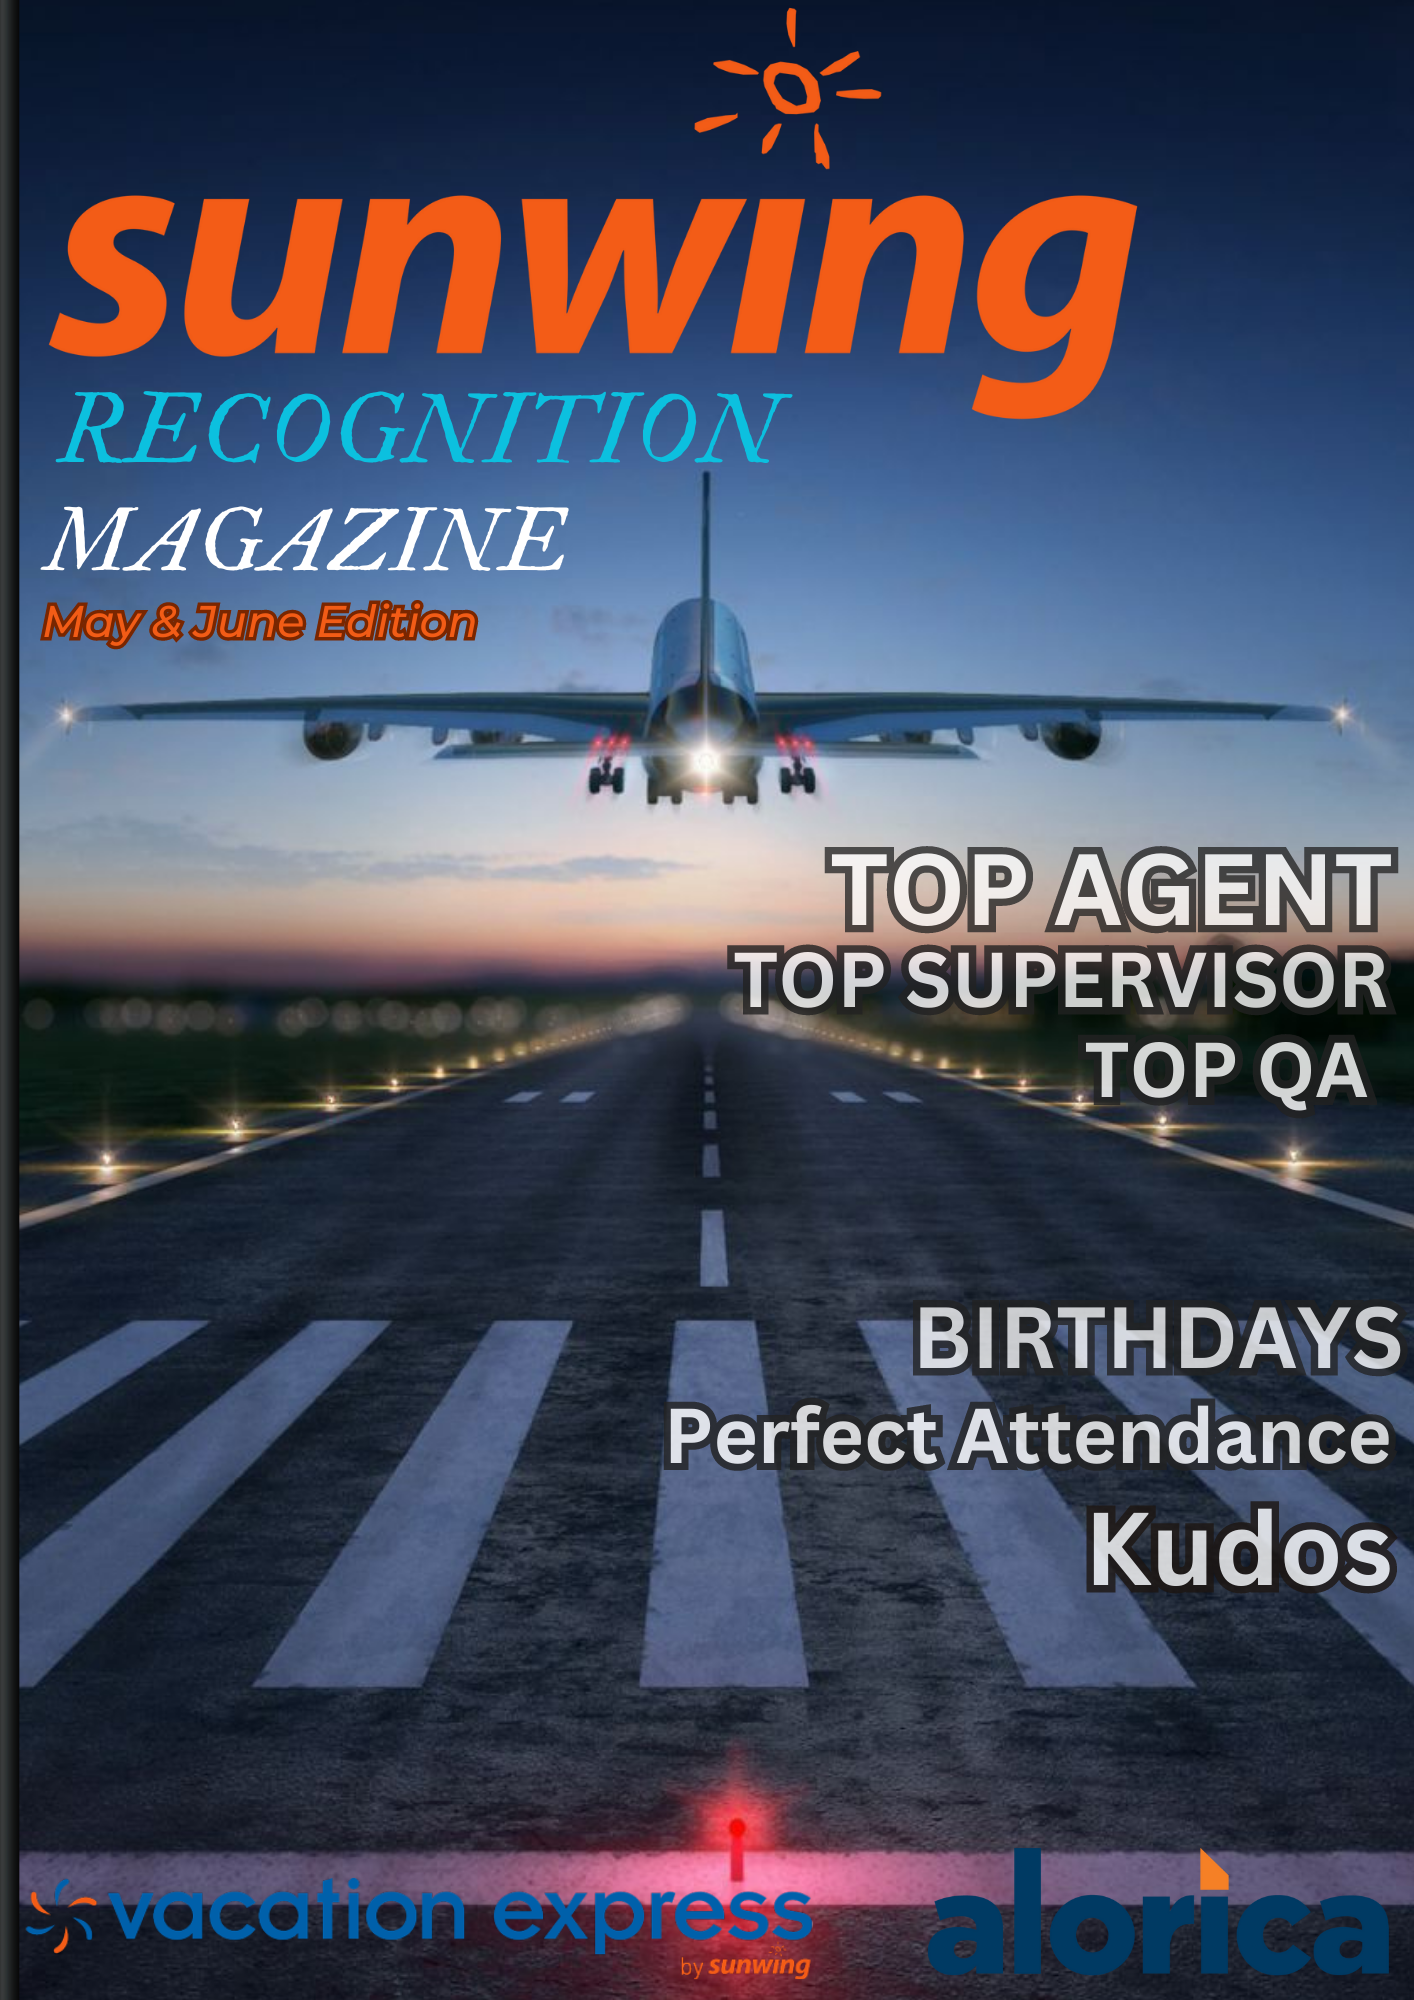 sunwing
RECOGNITION
MAGAZINE
May & June Edition
TOP AGENT
TOP SUPERVISOR
TOP QA
BIRTHDAYS
Perfect Attendance
Kudos
vacation express
by sunwing
alorica